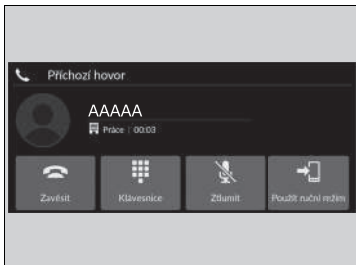 Příchozí hovor
AAAAA
Práce | 00:03
Zavěsit Klávesnice Ztlumit Použít ruční režim